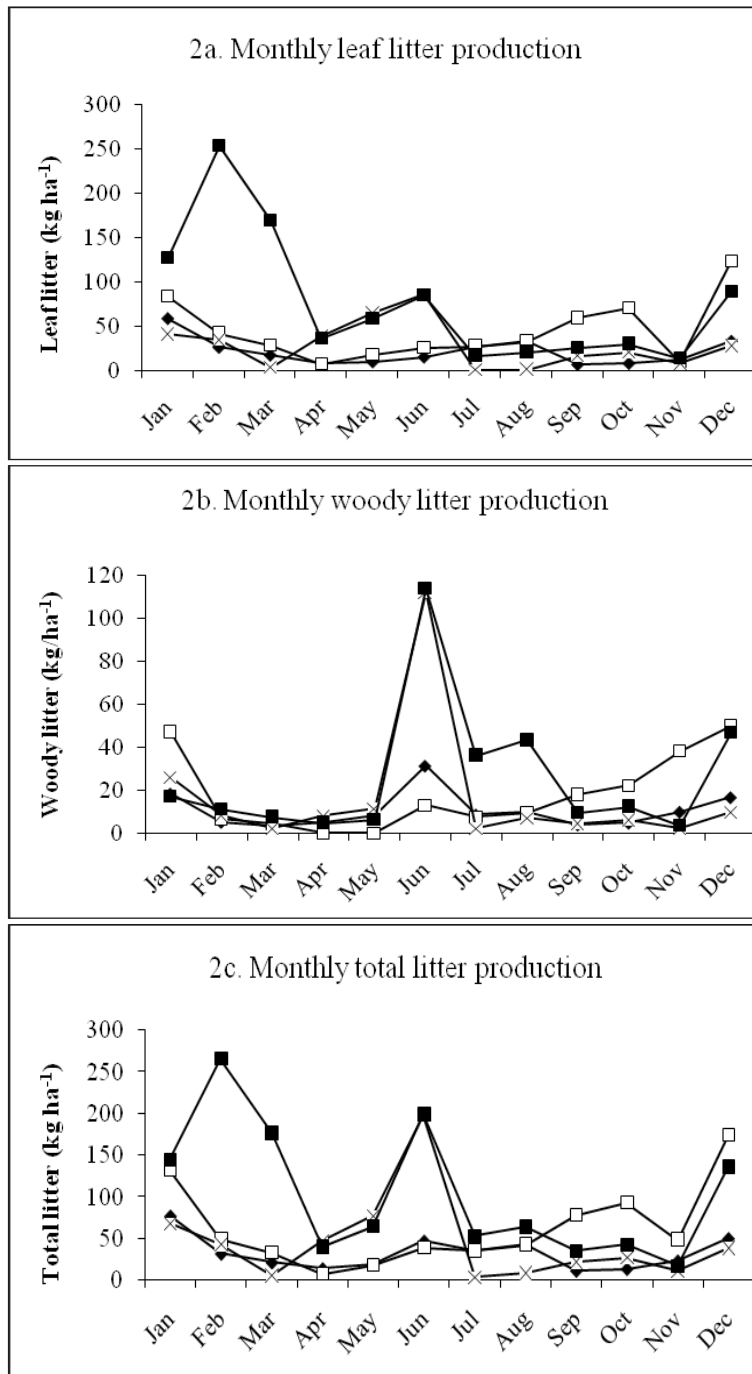 2a. Monthly leaf litter production
Leaf litter (kg ha⁻¹)
300
250
200
150
100
50
0
Jan Feb Mar Apr May Jun Jul Aug Sep Oct Nov Dec
2b. Monthly woody litter production
Woody litter (kg/ha⁻¹)
120
100
80
60
40
20
0
Jan Feb Mar Apr May Jun Jul Aug Sep Oct Nov Dec
2c. Monthly total litter production
Total litter (kg ha⁻¹)
300
250
200
150
100
50
0
Jan Feb Mar Apr May Jun Jul Aug Sep Oct Nov Dec